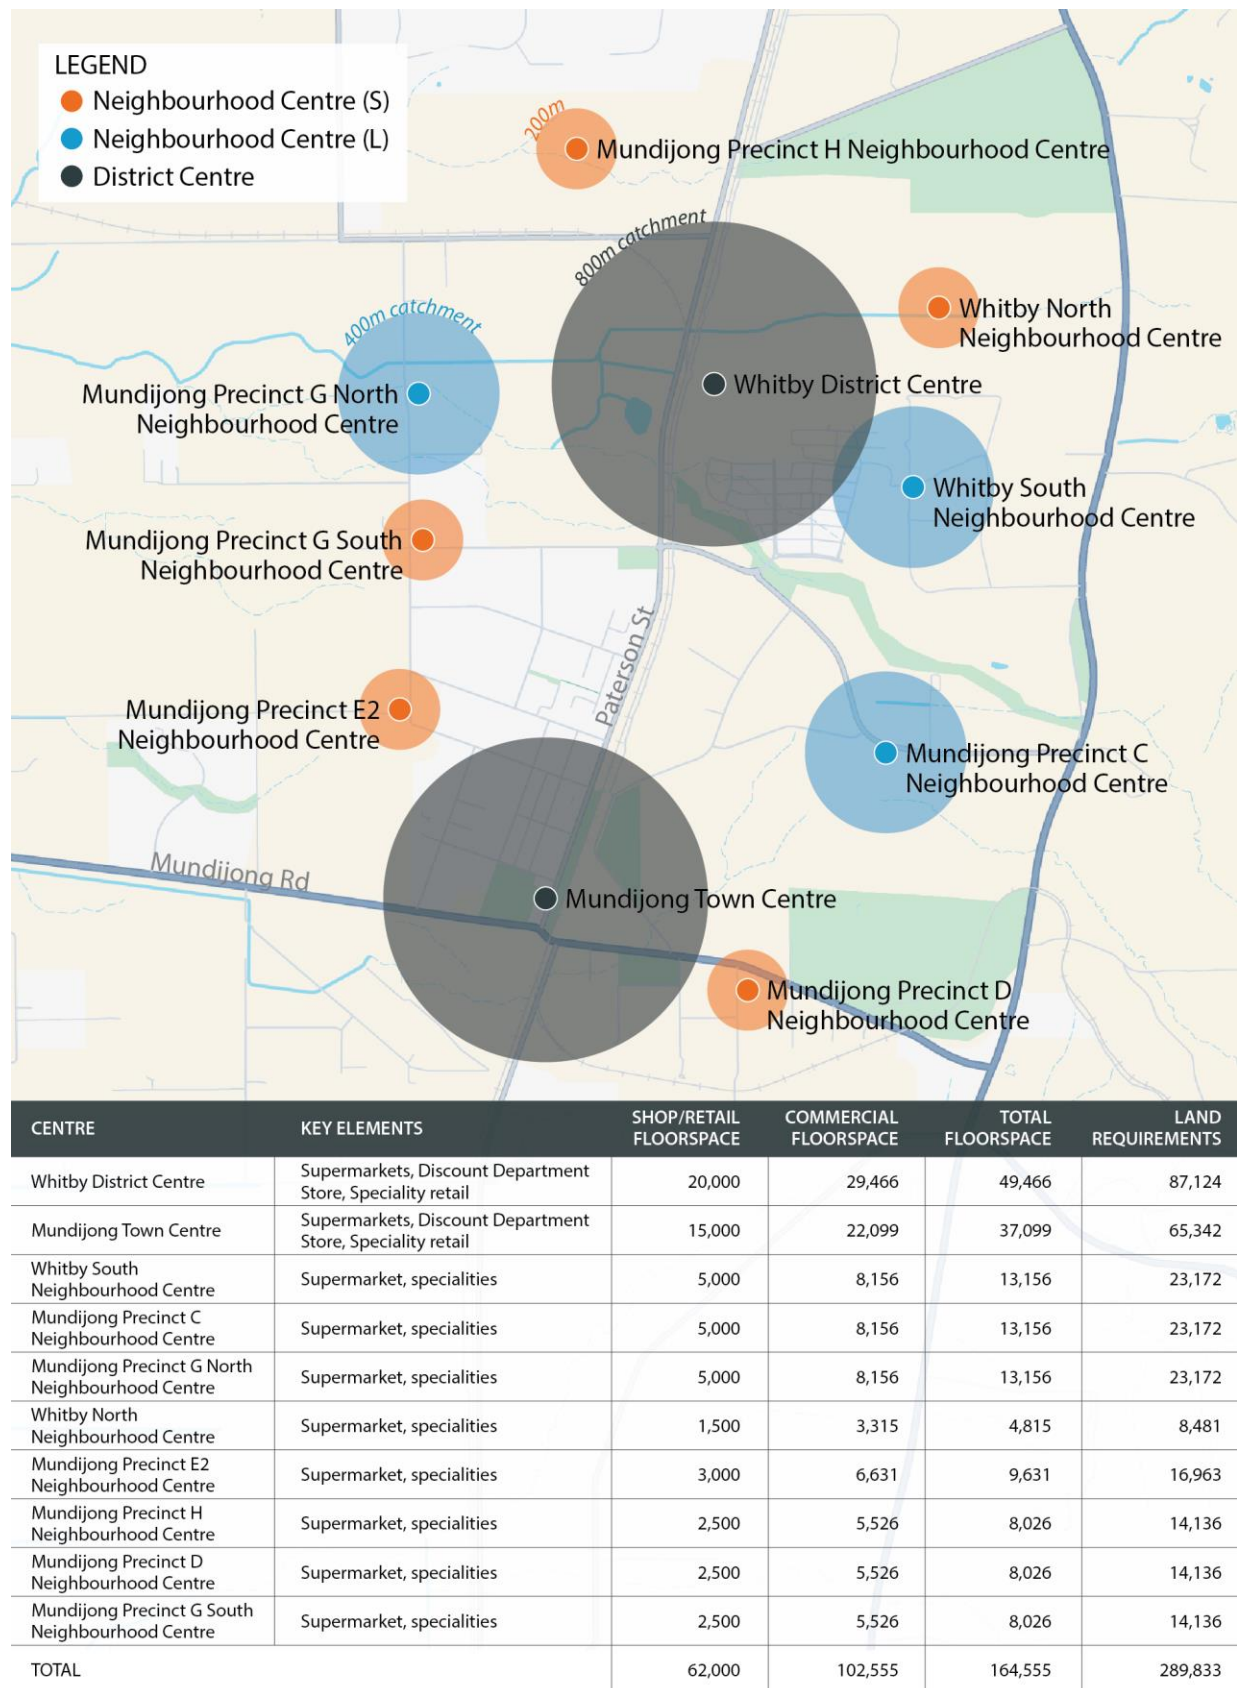 LEGEND
Neighbourhood Centre (S)
Neighbourhood Centre (L)
District Centre
200m
Mundijong Precinct H Neighbourhood Centre
800m catchment
Whitby North
Neighbourhood Centre
400m catchment
Whitby District Centre
Mundijong Precinct G North
Neighbourhood Centre
Whitby South
Neighbourhood Centre
Mundijong Precinct G South
Neighbourhood Centre
Paterson St
Mundijong Precinct E2
Neighbourhood Centre
Mundijong Precinct C
Neighbourhood Centre
Mundijong Rd
Mundijong Town Centre
Mundijong Precinct D
Neighbourhood Centre
CENTRE KEY ELEMENTS SHOP/RETAIL FLOORSPACE COMMERCIAL FLOORSPACE TOTAL FLOORSPACE LAND REQUIREMENTS
Whitby District Centre Supermarkets, Discount Department Store, Speciality retail 20,000 29,466 49,466 87,124
Mundijong Town Centre Supermarkets, Discount Department Store, Speciality retail 15,000 22,099 37,099 65,342
Whitby South Neighbourhood Centre Supermarket, specialities 5,000 8,156 13,156 23,172
Mundijong Precinct C Neighbourhood Centre Supermarket, specialities 5,000 8,156 13,156 23,172
Mundijong Precinct G North Neighbourhood Centre Supermarket, specialities 5,000 8,156 13,156 23,172
Whitby North Neighbourhood Centre Supermarket, specialities 1,500 3,315 4,815 8,481
Mundijong Precinct E2 Neighbourhood Centre Supermarket, specialities 3,000 6,631 9,631 16,963
Mundijong Precinct H Neighbourhood Centre Supermarket, specialities 2,500 5,526 8,026 14,136
Mundijong Precinct D Neighbourhood Centre Supermarket, specialities 2,500 5,526 8,026 14,136
Mundijong Precinct G South Neighbourhood Centre Supermarket, specialities 2,500 5,526 8,026 14,136
TOTAL 62,000 102,555 164,555 289,833